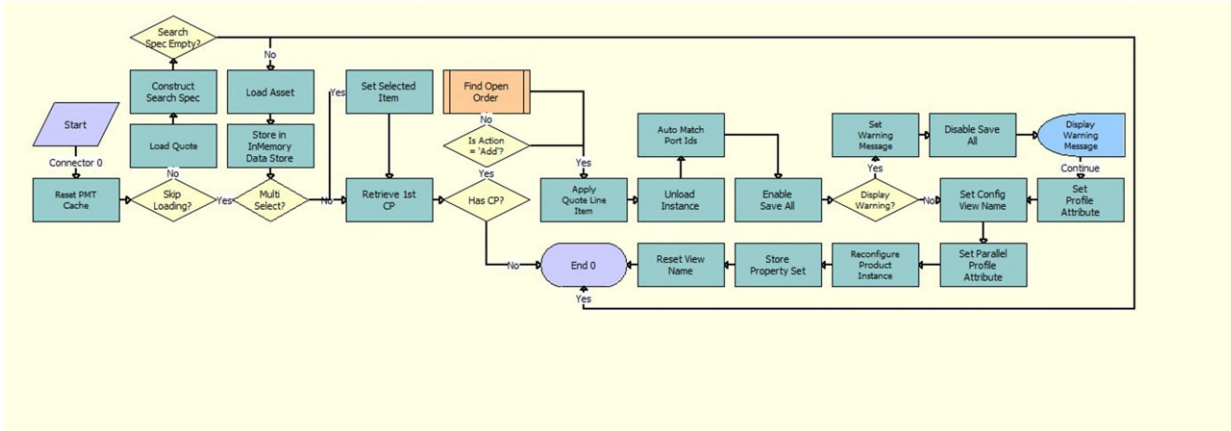 Search
Spec Empty?
No
Construct
Search Spec
Load Asset
Yes
Set Selected
Item
Find Open
Order
Start
Load Quote
Store in
InMemory
Data Store
No
Is Action
= 'Add'?
Auto Match
Port Ids
Set
Warning
Message
Disable Save
All
Display
Warning
Message
Connector 0
No
Yes
Yes
Yes
Continue
Reset PMT
Cache
Skip
Loading?
Yes
Multi
Select?
No
Retrieve 1st
CP
Has CP?
Apply
Quote Line
Item
Unload
Instance
Enable
Save All
Display
Warning?
No
Set Config
View Name
Set
Profile
Attribute
No
End 0
Reset View
Name
Store
Property Set
Reconfigure
Product
Instance
Set Parallel
Profile
Attribute
Yes